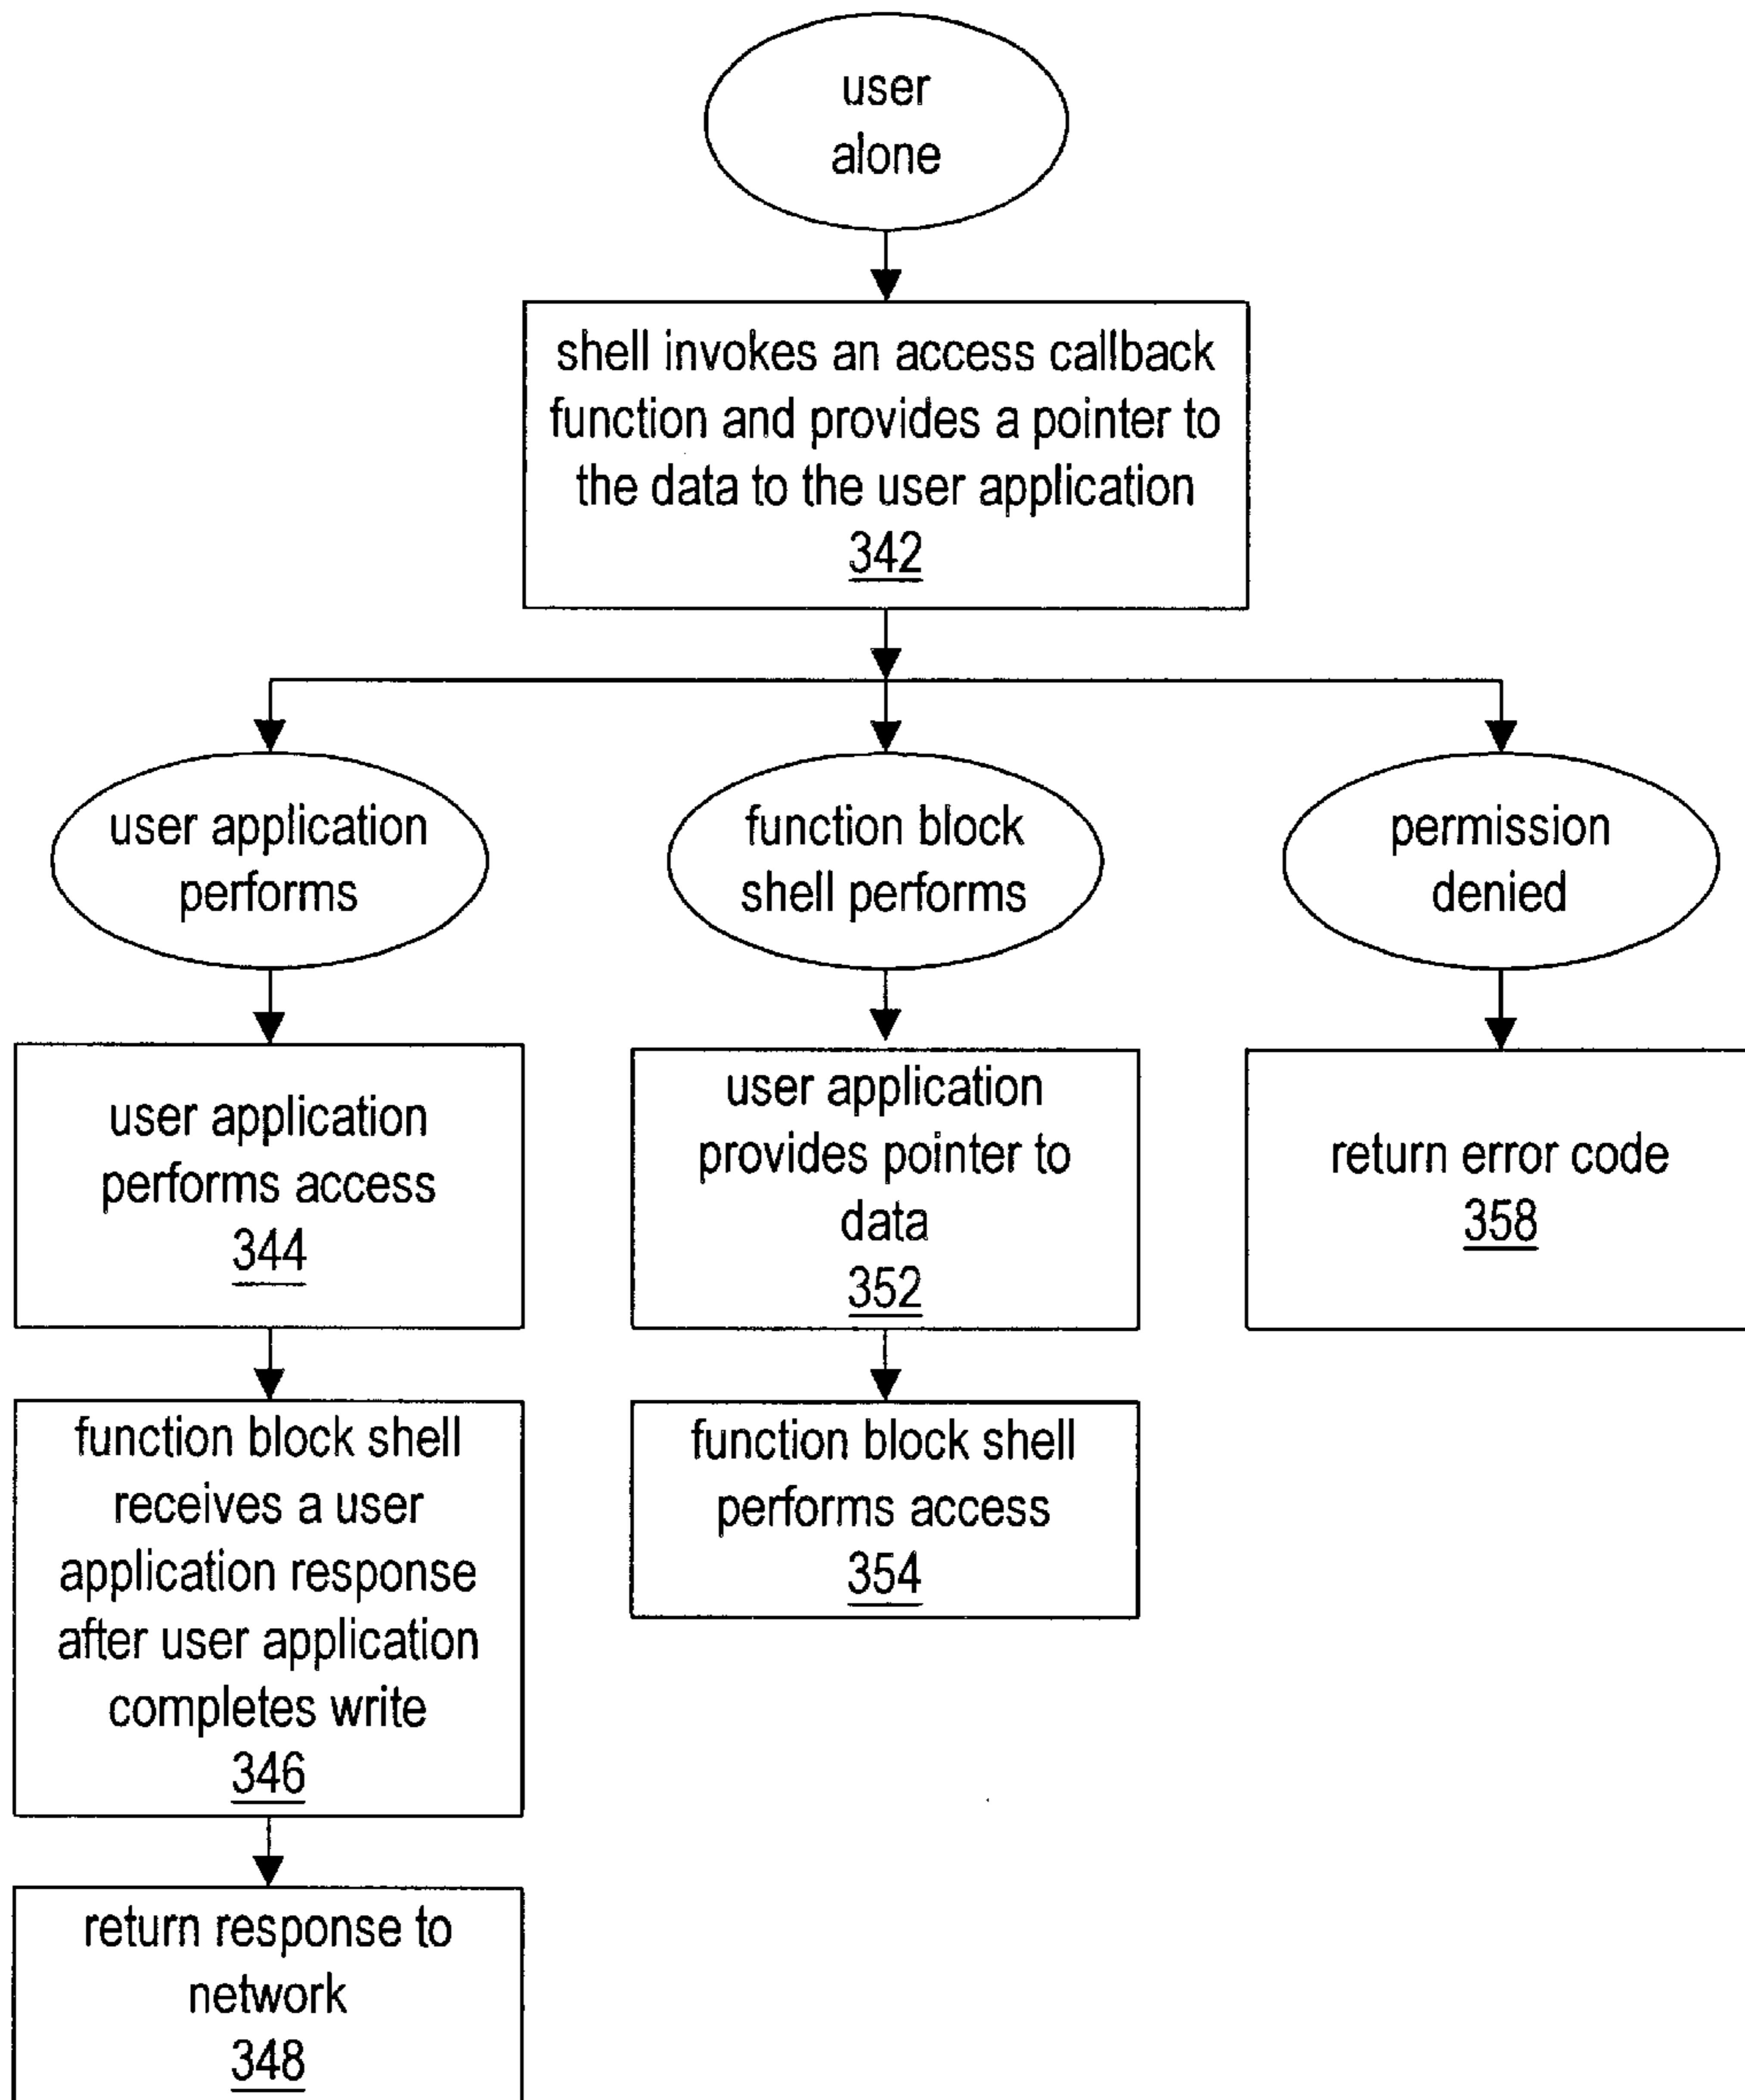 user
alone
shell invokes an access callback
function and provides a pointer to
the data to the user application
342
user application
performs
function block
shell performs
permission
denied
user application
performs access
344
user application
provides pointer to
data
352
return error code
358
function block shell
receives a user
application response
after user application
completes write
346
function block shell
performs access
354
return response to
network
348